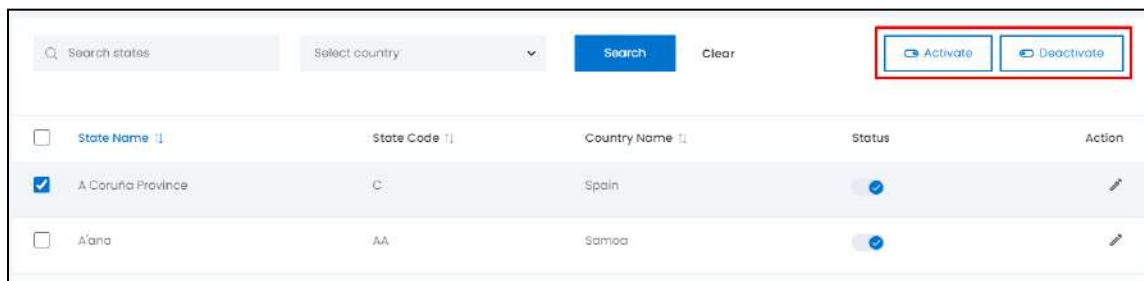 Search states Select country Search Clear Activate Deactivate
State Name State Code Country Name Status Action
A Coruña Province C Spain
A'ana AA Samoa